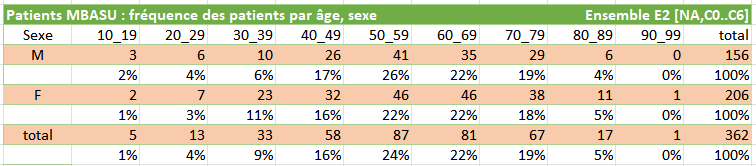 Patients MBASU : fréquence des patients par âge, sexe Ensemble E2 [NA,C0..C6]
Sexe 10_19 20_29 30_39 40_49 50_59 60_69 70_79 80_89 90_99 total
M 3 6 10 26 41 35 29 6 0 156
2% 4% 6% 17% 26% 22% 19% 4% 0% 100%
F 2 7 23 32 46 46 38 11 1 206
1% 3% 11% 16% 22% 22% 18% 5% 0% 100%
total 5 13 33 58 87 81 67 17 1 362
1% 4% 9% 16% 24% 22% 19% 5% 0% 100%